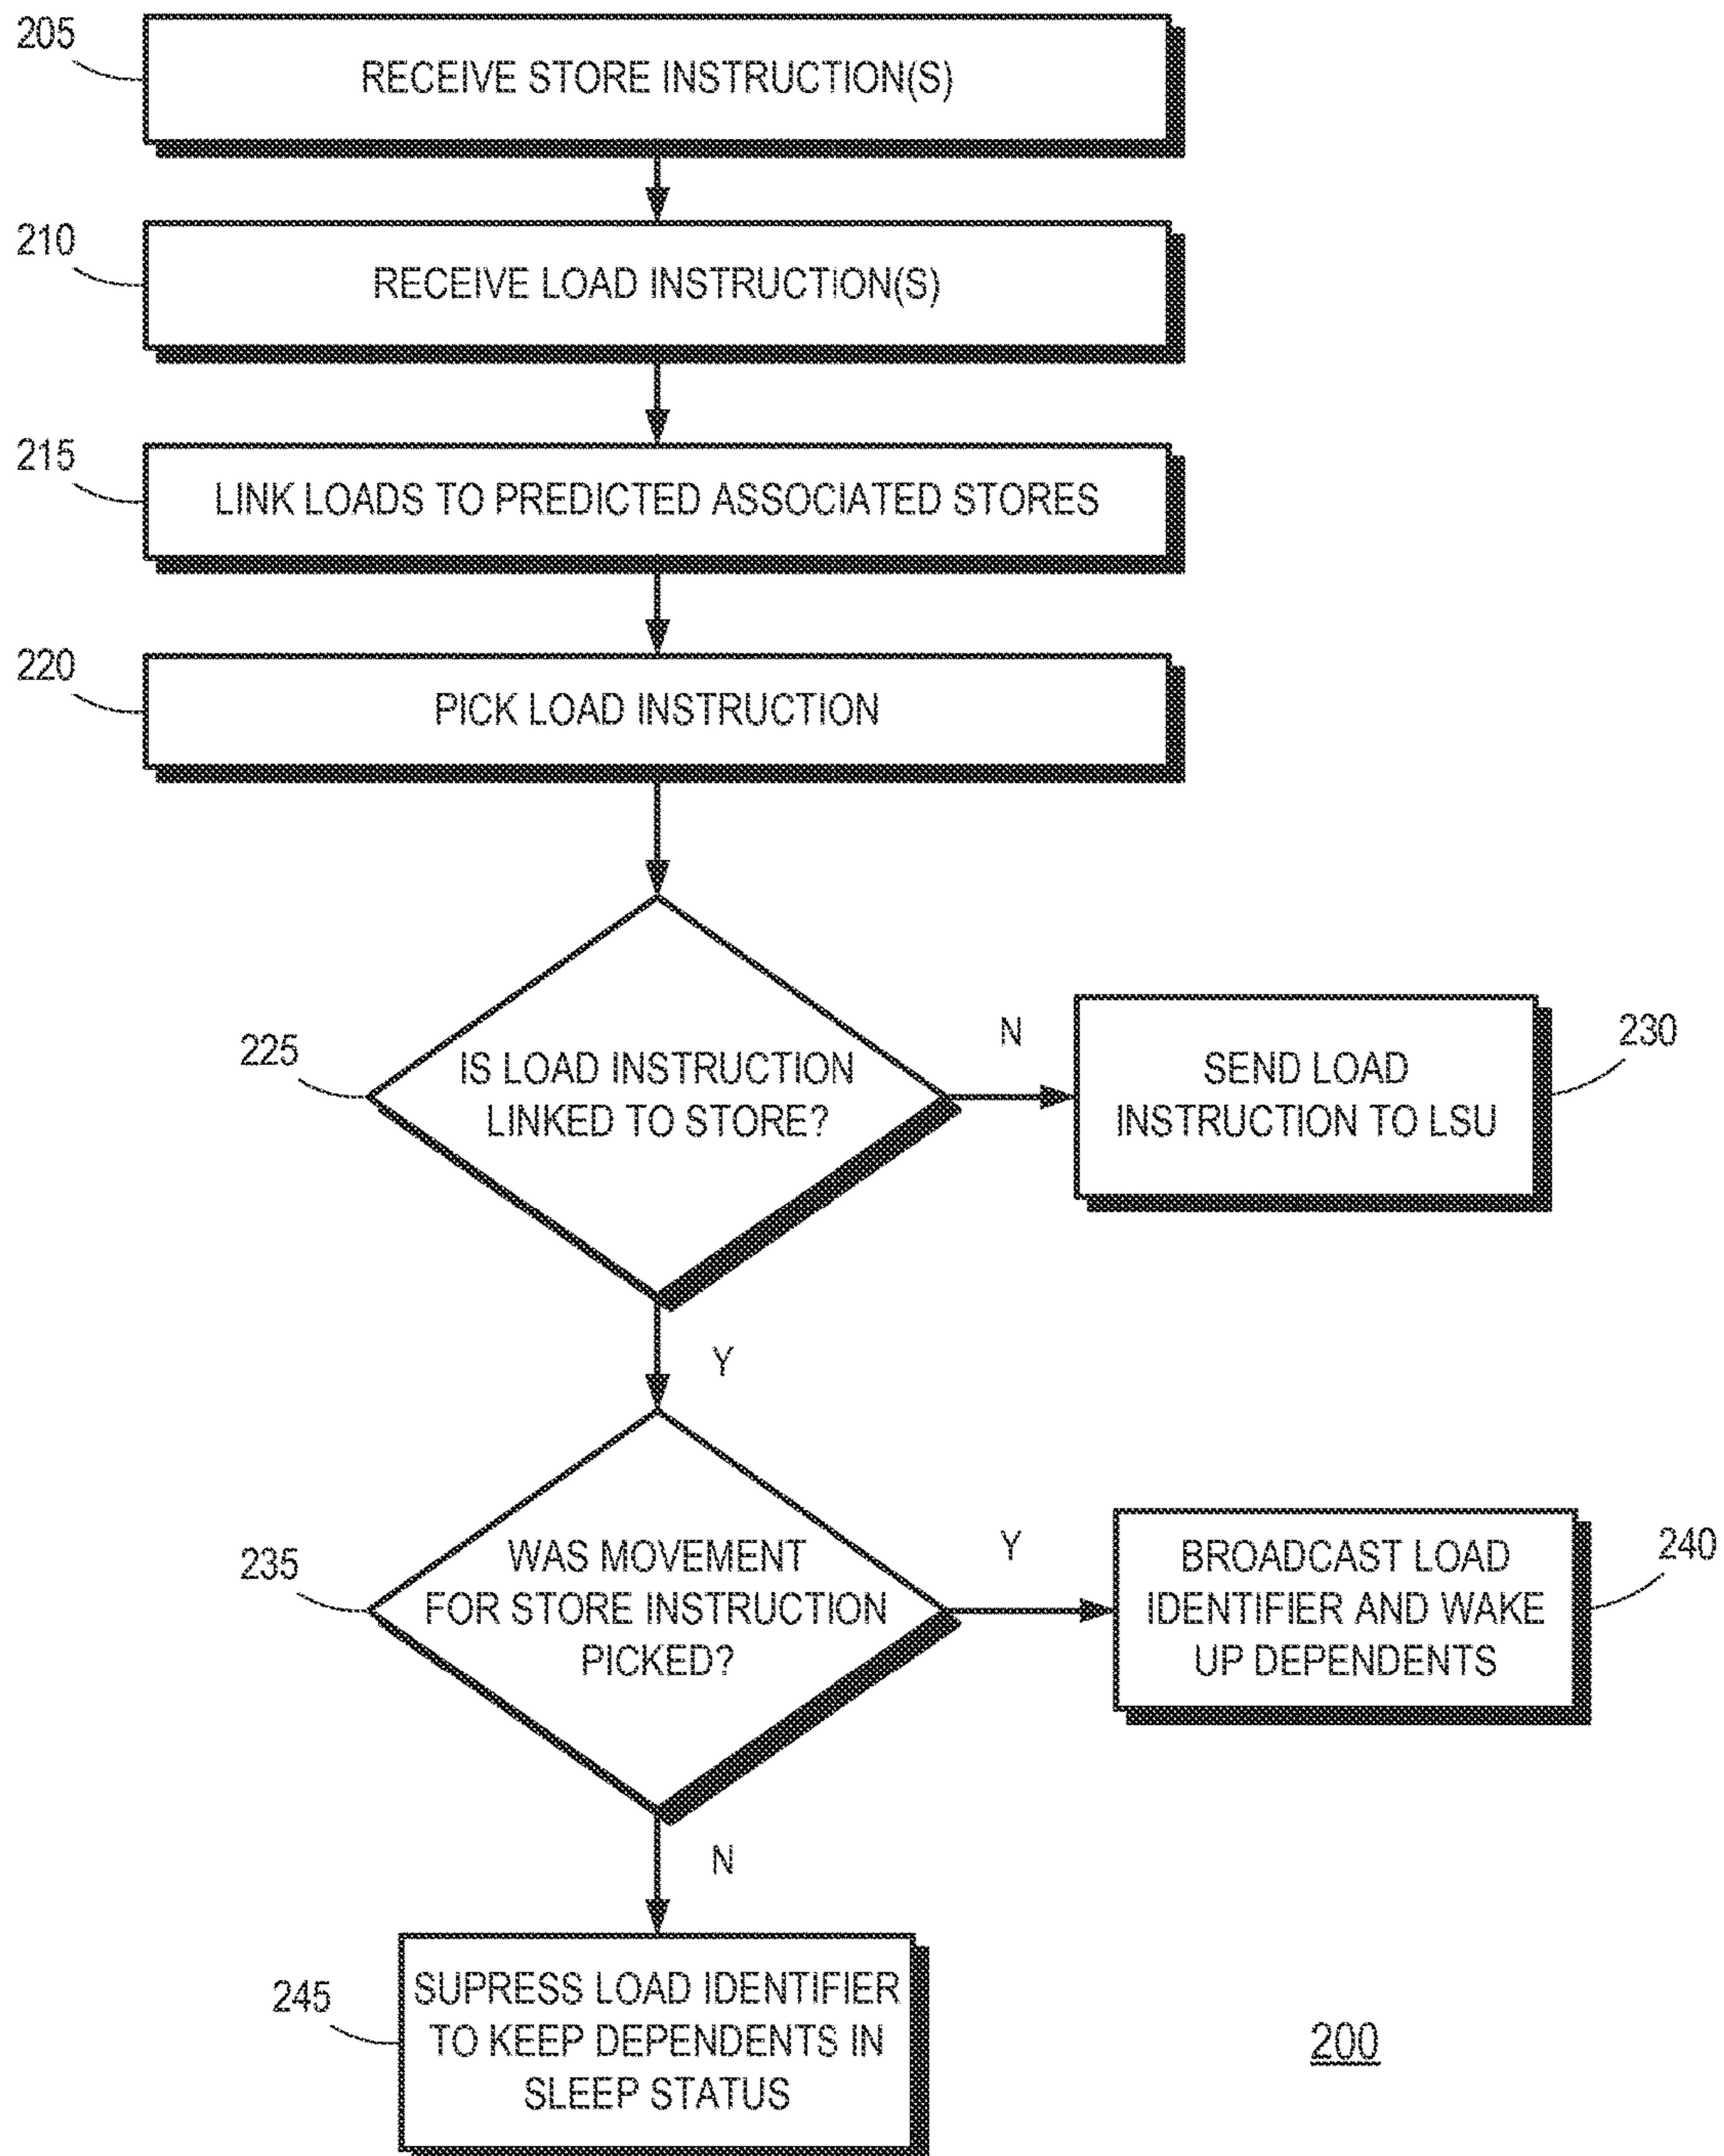 205
RECEIVE STORE INSTRUCTION(S)
210
RECEIVE LOAD INSTRUCTION(S)
215
LINK LOADS TO PREDICTED ASSOCIATED STORES
220
PICK LOAD INSTRUCTION
225
IS LOAD INSTRUCTION
LINKED TO STORE?
N
SEND LOAD
INSTRUCTION TO LSU
230
Y
235
WAS MOVEMENT
FOR STORE INSTRUCTION
PICKED?
Y
BROADCAST LOAD
IDENTIFIER AND WAKE
UP DEPENDENTS
240
N
245
SUPRESS LOAD IDENTIFIER
TO KEEP DEPENDENTS IN
SLEEP STATUS
200